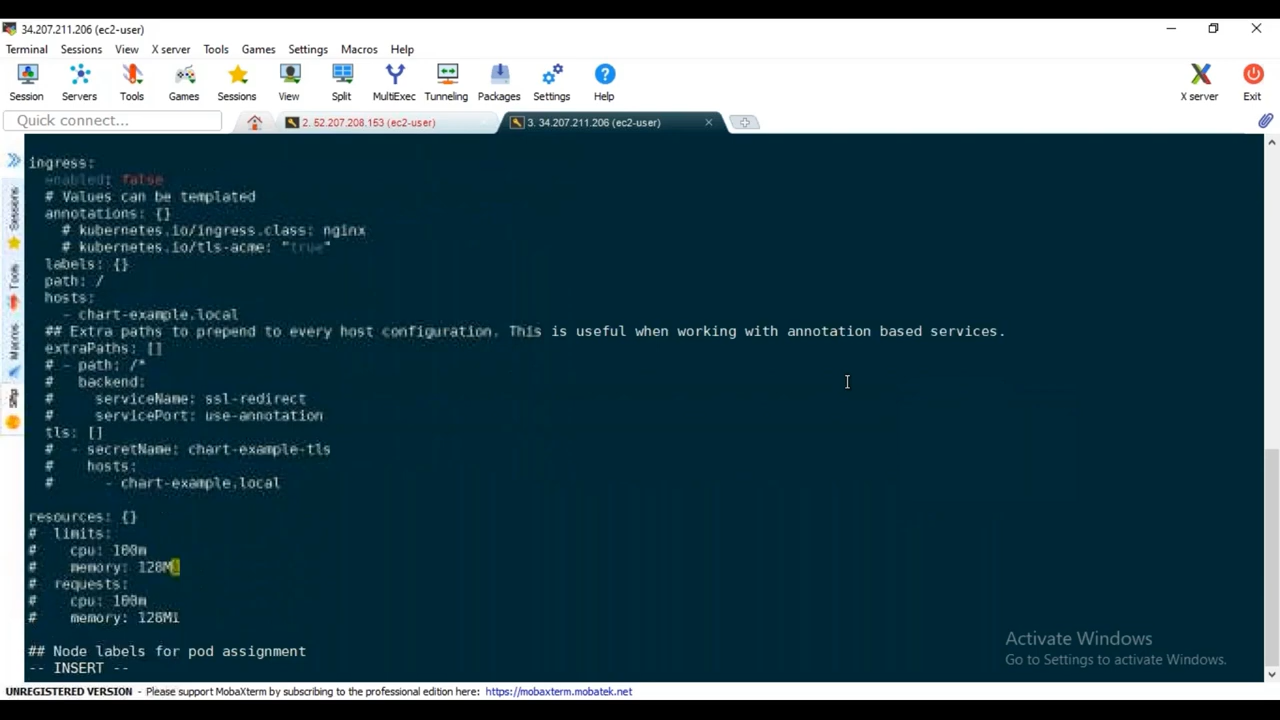 34.207.211.206 (ec2-user)
Terminal Sessions View X server Tools Games Settings Macros Help
Session Servers Tools Games Sessions View Split MultiExec Tunneling Packages Settings Help X server Exit
Quick connect... 2. 52.207.208.153 (ec2-user) 3. 34.207.211.206 (ec2-user)
Sessions
Tools
Macros
Sftp
ingress:
enabled: false
# Values can be templated
annotations: {}
# kubernetes.io/ingress.class: nginx
# kubernetes.io/tls-acme: "true"
labels: {}
path: /
hosts:
- chart-example.local
## Extra paths to prepend to every host configuration. This is useful when working with annotation based services.
extraPaths: []
# - path: /*
# backend:
# serviceName: ssl-redirect
# servicePort: use-annotation
tls: []
# - secretName: chart-example-tls
# hosts:
# - chart-example.local
resources: {}
# limits:
# cpu: 100m
# memory: 128Mi
# requests:
# cpu: 100m
# memory: 128Mi
## Node labels for pod assignment
-- INSERT --
Activate Windows
Go to Settings to activate Windows.
UNREGISTERED VERSION - Please support MobaXterm by subscribing to the professional edition here: https://mobaxterm.mobatek.net